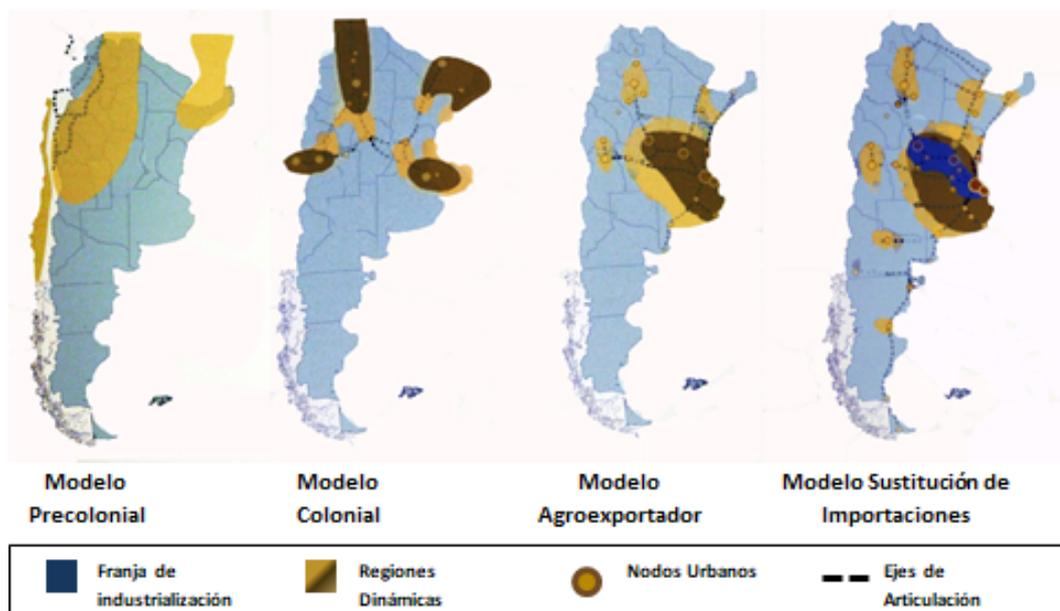 Modelo
Precolonial
Modelo
Colonial
Modelo
Agroexportador
Modelo Sustitución de
Importaciones
Franja de
industrialización
Regiones
Dinámicas
Nodos Urbanos
Ejes de
Articulación